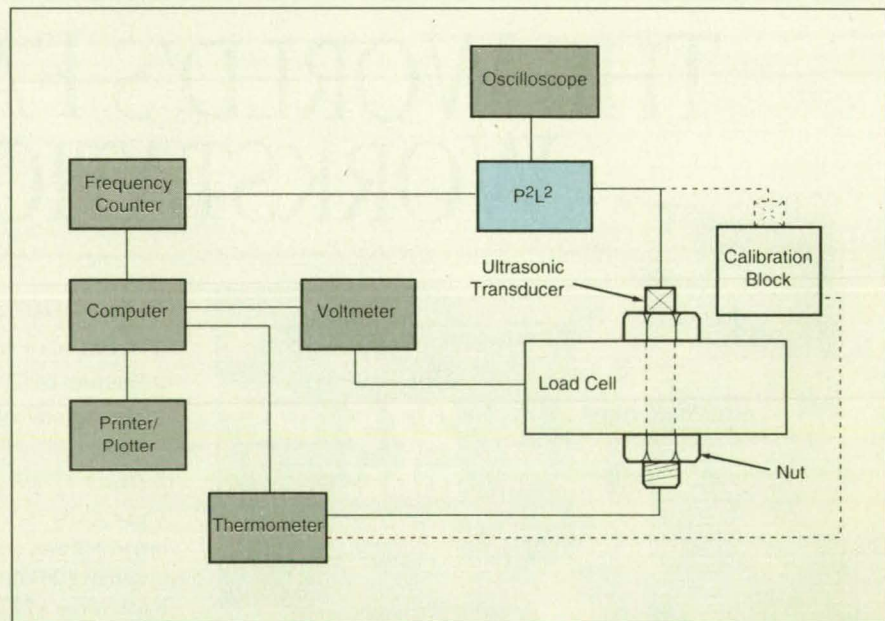 Oscilloscope
Frequency
Counter
P²L²
Ultrasonic
Transducer
Calibration
Block
Computer
Voltmeter
Load Cell
Printer/
Plotter
Nut
Thermometer